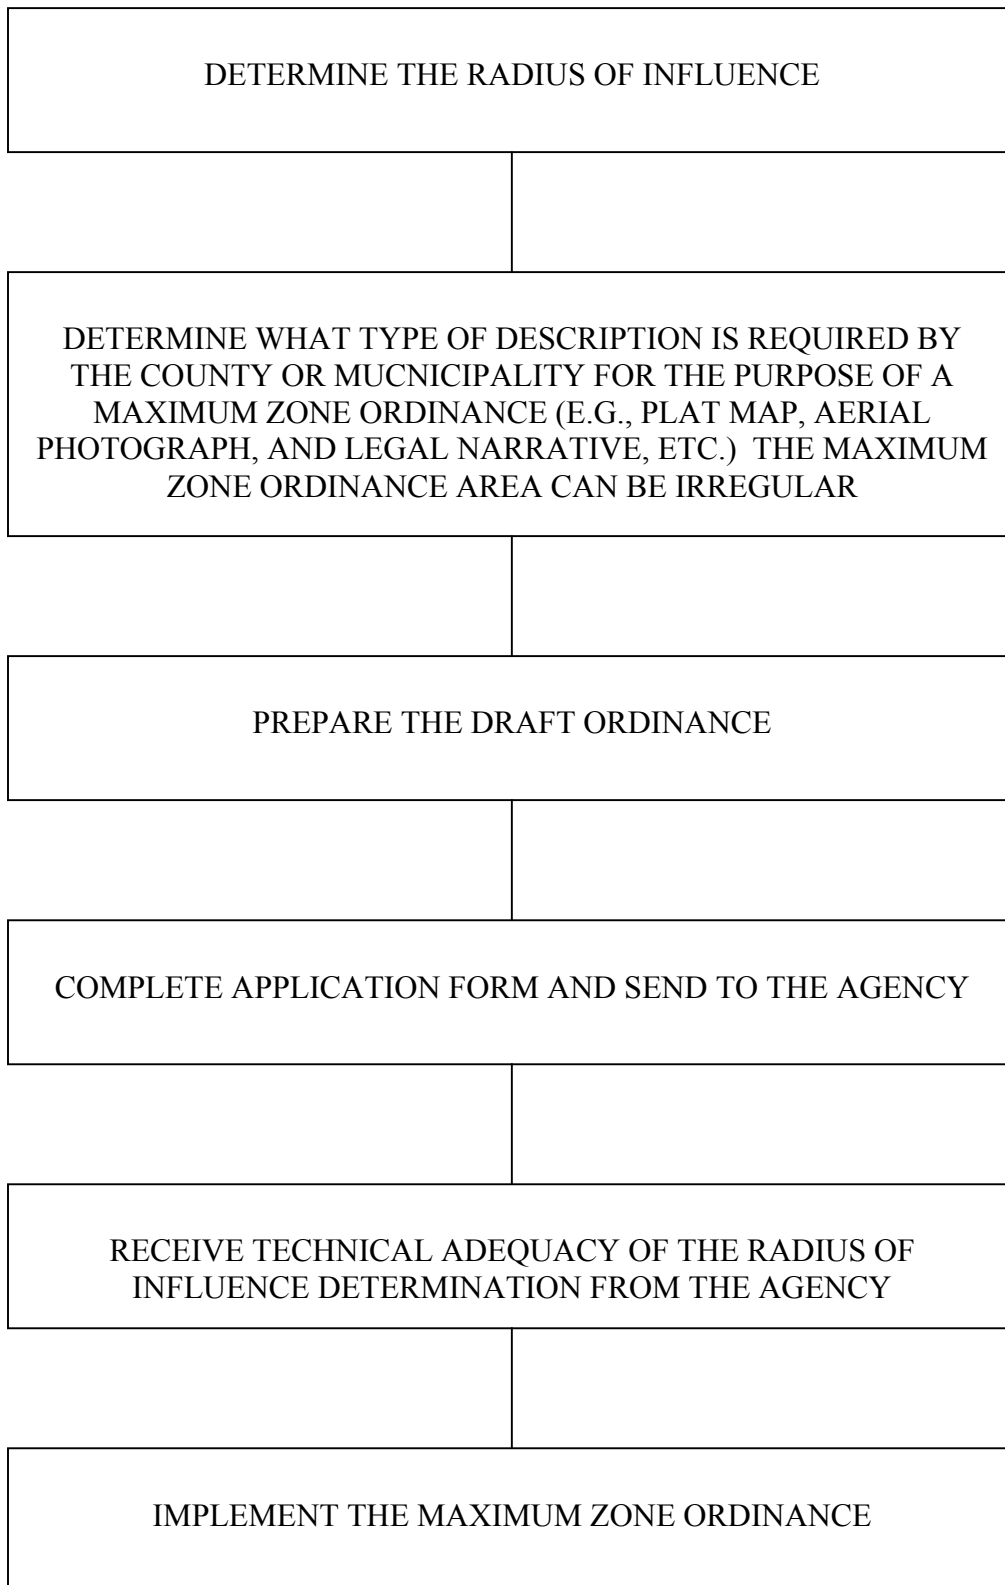 DETERMINE THE RADIUS OF INFLUENCE
DETERMINE WHAT TYPE OF DESCRIPTION IS REQUIRED BY
THE COUNTY OR MUCNICIPALITY FOR THE PURPOSE OF A
MAXIMUM ZONE ORDINANCE (E.G., PLAT MAP, AERIAL
PHOTOGRAPH, AND LEGAL NARRATIVE, ETC.)  THE MAXIMUM
ZONE ORDINANCE AREA CAN BE IRREGULAR
PREPARE THE DRAFT ORDINANCE
COMPLETE APPLICATION FORM AND SEND TO THE AGENCY
RECEIVE TECHNICAL ADEQUACY OF THE RADIUS OF
INFLUENCE DETERMINATION FROM THE AGENCY
IMPLEMENT THE MAXIMUM ZONE ORDINANCE